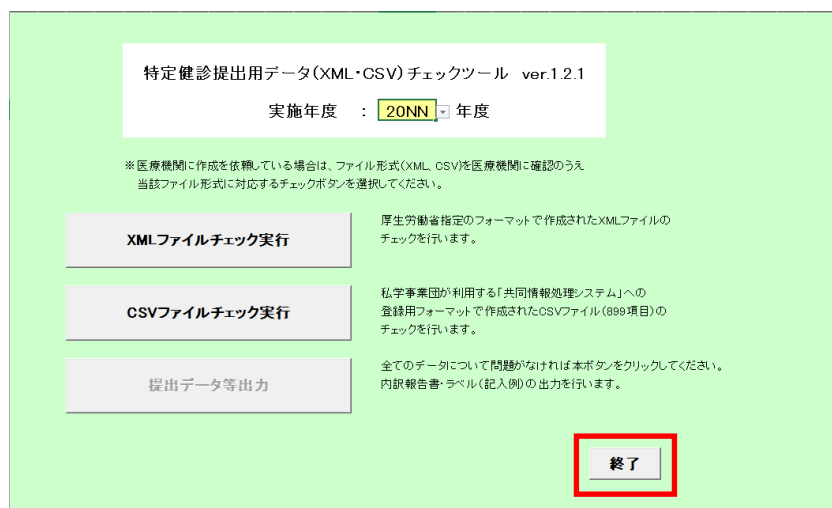 特定健診提出用データ(XML・CSV)チェックツール ver.1.2.1
実施年度 : 20NN 年度
※医療機関に作成を依頼している場合は、ファイル形式(XML、CSV)を医療機関に確認のうえ
当該ファイル形式に対応するチェックボタンを選択してください。
XMLファイルチェック実行
厚生労働省指定のフォーマットで作成されたXMLファイルの
チェックを行います。
CSVファイルチェック実行
私学事業団が利用する「共同情報処理システム」への
登録用フォーマットで作成されたCSVファイル(899項目)の
チェックを行います。
提出データ等出力
全てのデータについて問題がなければ本ボタンをクリックしてください。
内訳報告書・ラベル(記入例)の出力を行います。
終了